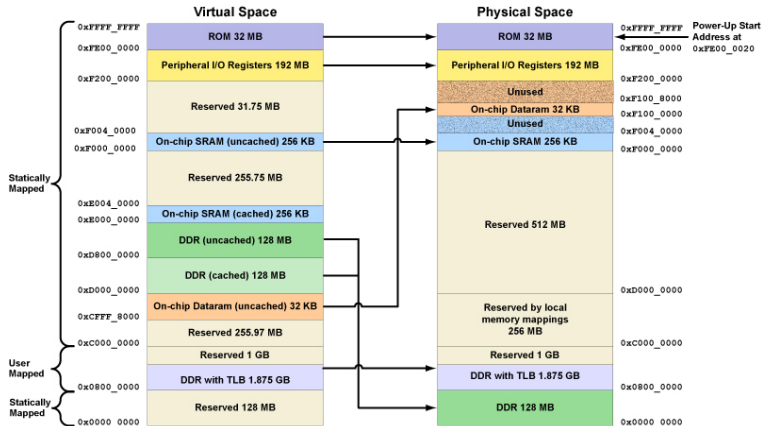 Virtual Space
Physical Space
0xFFFF_FFFF
ROM 32 MB
0xFE00_0000
Peripheral I/O Registers 192 MB
0xF200_0000
Reserved 31.75 MB
0xF004_0000
On-chip SRAM (uncached) 256 KB
0xF000_0000
Reserved 255.75 MB
0xE004_0000
On-chip SRAM (cached) 256 KB
0xE000_0000
DDR (uncached) 128 MB
0xD800_0000
DDR (cached) 128 MB
0xD000_0000
On-chip Dataram (uncached) 32 KB
0xCFFF_8000
Reserved 255.97 MB
0xC000_0000
Reserved 1 GB
DDR with TLB 1.875 GB
0x0800_0000
Reserved 128 MB
0x0000_0000
Statically
Mapped
User
Mapped
Statically
Mapped
0xFFFF_FFFF
ROM 32 MB
0xFE00_0000
Peripheral I/O Registers 192 MB
0xF200_0000
Unused
0xF100_8000
On-chip Dataram 32 KB
0xF100_0000
Unused
0xF004_0000
On-chip SRAM 256 KB
0xF000_0000
Reserved 512 MB
0xD000_0000
Reserved by local
memory mappings
256 MB
0xC000_0000
Reserved 1 GB
DDR with TLB 1.875 GB
0x0800_0000
DDR 128 MB
0x0000_0000
Power-Up Start
Address at
0xFE00_0020